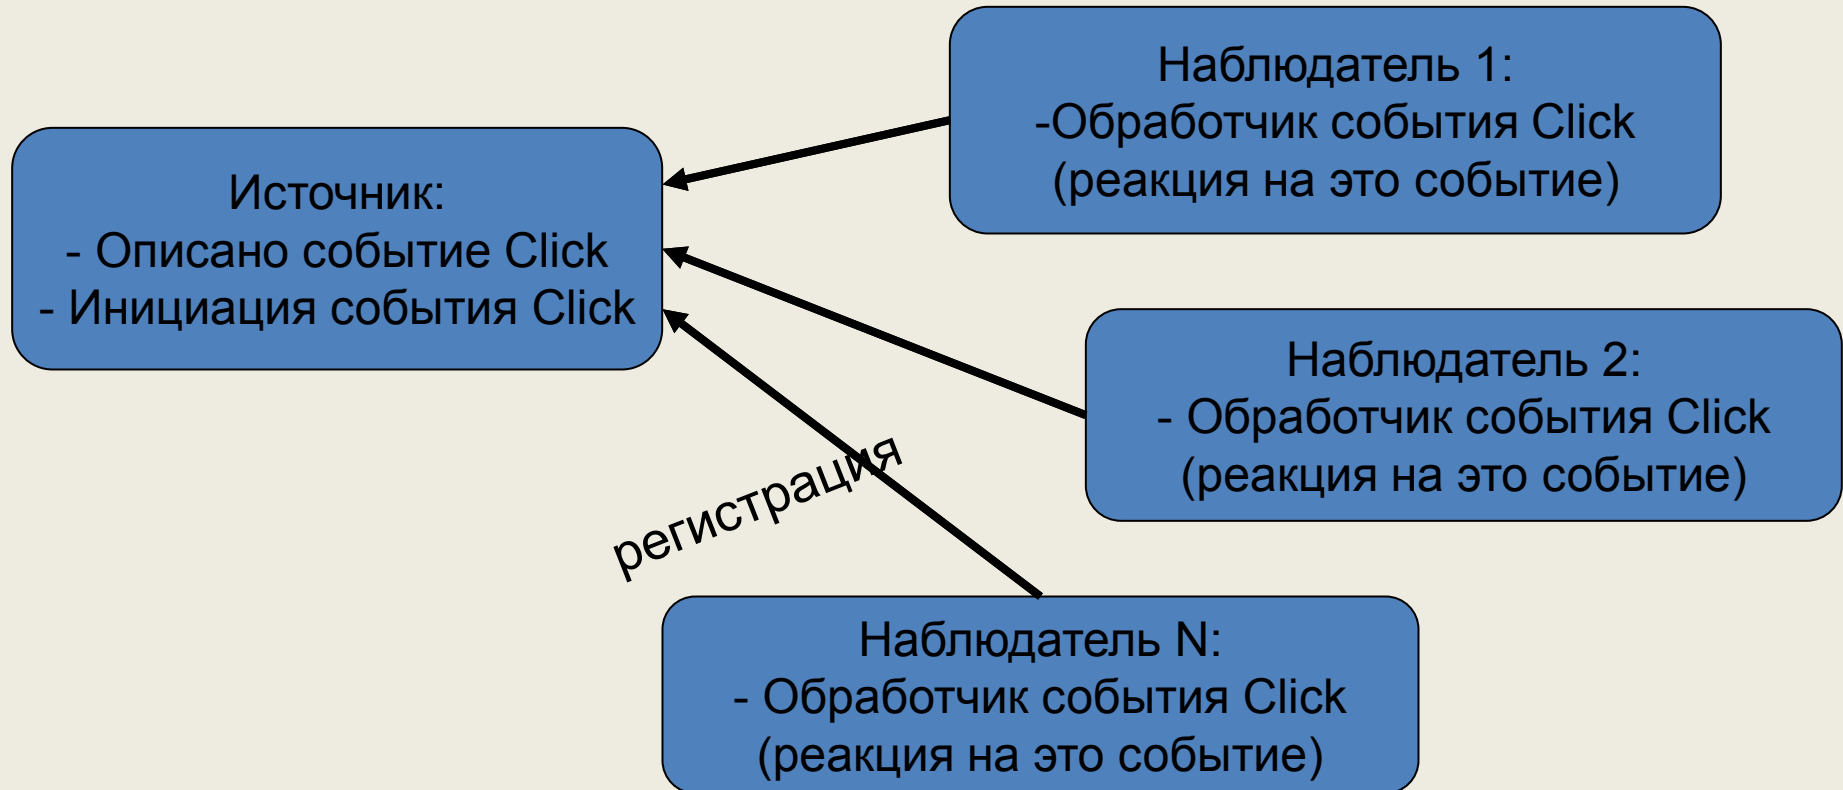 Источник:
- Описано событие Click
- Инициация события Click
Наблюдатель 1:
-Обработчик события Click
(реакция на это событие)
Наблюдатель 2:
- Обработчик события Click
(реакция на это событие)
регистрация
Наблюдатель N:
- Обработчик события Click
(реакция на это событие)